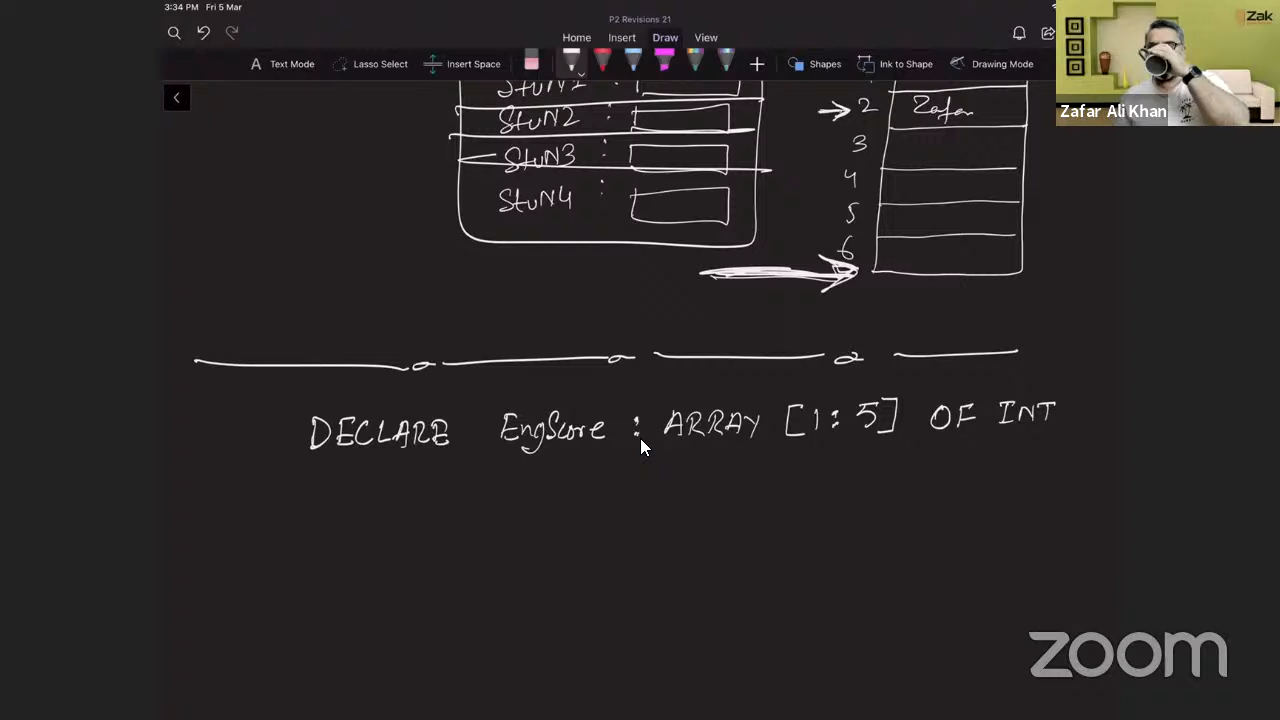 3:34 PM Fri 5 Mar
P2 Revisions 21
Home Insert Draw View
Text Mode Lasso Select Insert Space Shapes Ink to Shape Drawing Mode
Zak
Zafar Ali Khan
StuN1 :
StuN2 :
StuN3 :
StuN4 :
2 Zafar
3
4
5
6
DECLARE EngScore : ARRAY [1:5] OF INT
zoom